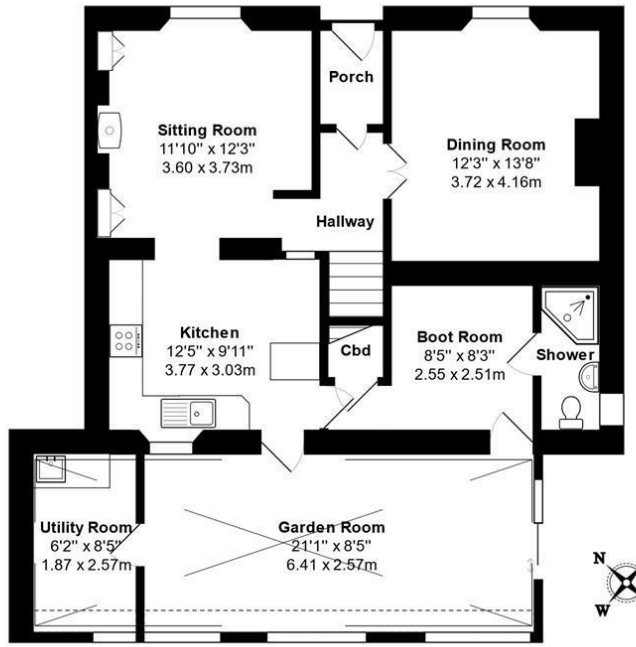 Porch
Sitting Room
11'10" x 12'3"
3.60 x 3.73m
Dining Room
12'3" x 13'8"
3.72 x 4.16m
Hallway
Kitchen
12'5" x 9'11"
3.77 x 3.03m
Cbd
Boot Room
8'5" x 8'3"
2.55 x 2.51m
Shower
Utility Room
6'2" x 8'5"
1.87 x 2.57m
Garden Room
21'1" x 8'5"
6.41 x 2.57m
N
W